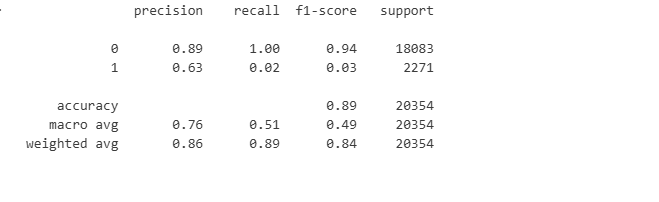 precision recall f1-score support
0 0.89 1.00 0.94 18083
1 0.63 0.02 0.03 2271
accuracy 0.89 20354
macro avg 0.76 0.51 0.49 20354
weighted avg 0.86 0.89 0.84 20354